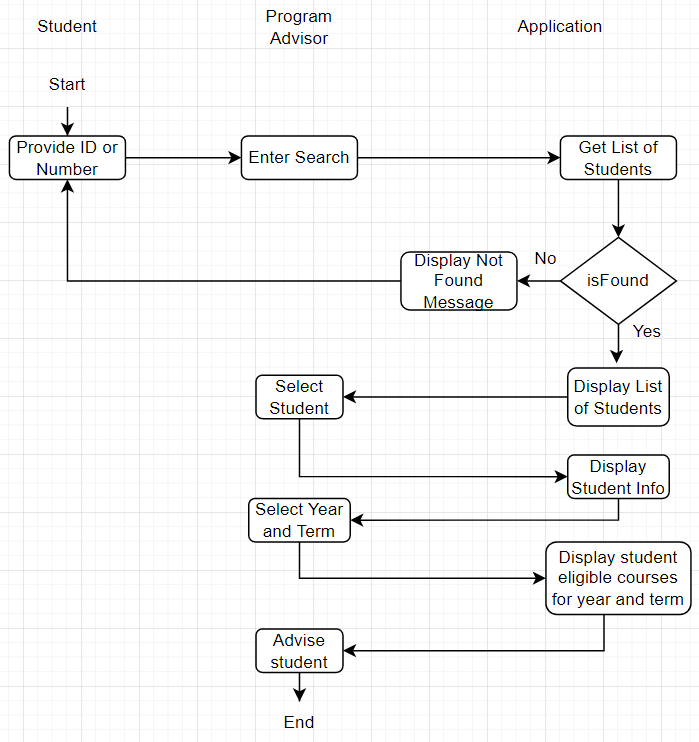 Student
Program
Advisor
Application
Start
Provide ID or
Number
Enter Search
Get List of
Students
Display Not
Found
Message
No
isFound
Yes
Select
Student
Display List
of Students
Display
Student Info
Select Year
and Term
Display student
eligible courses
for year and term
Advise
student
End